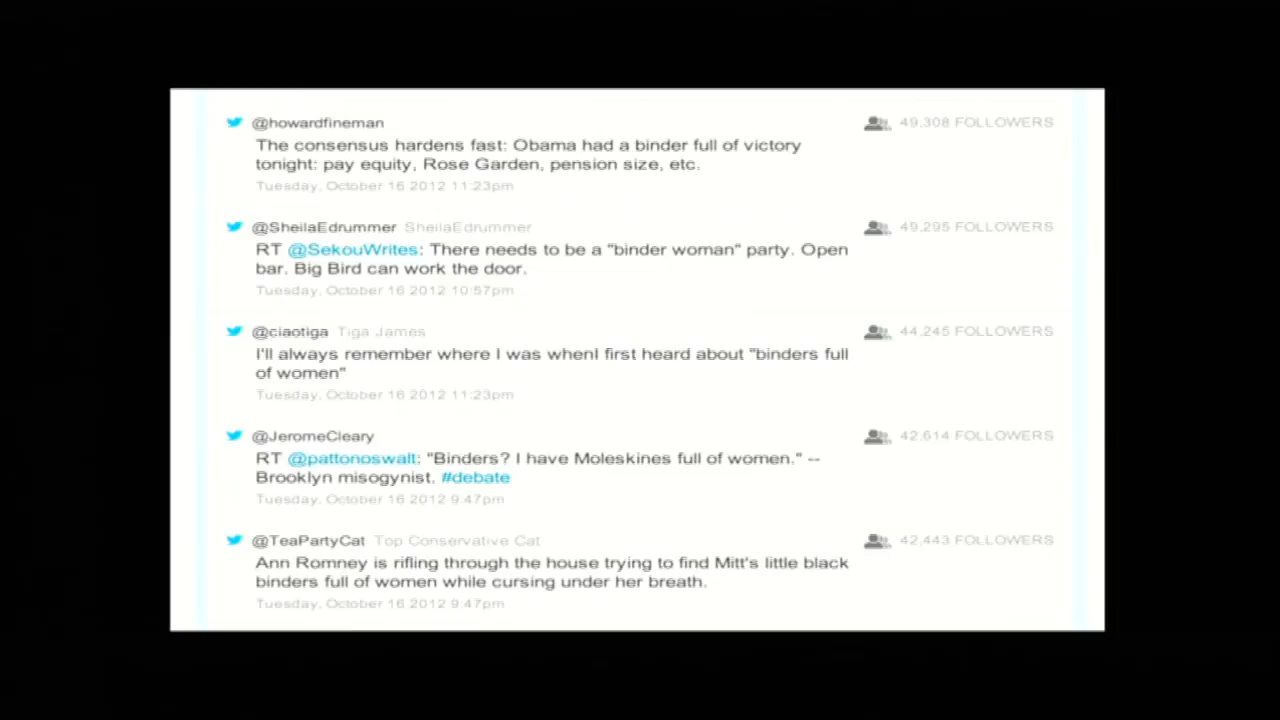 @howardfineman 49,308 FOLLOWERS
The consensus hardens fast: Obama had a binder full of victory
tonight: pay equity, Rose Garden, pension size, etc.
Tuesday, October 16 2012 11:23pm
@SheilaEdrummer SheilaEdrummer 49,295 FOLLOWERS
RT @SekouWrites: There needs to be a "binder woman" party. Open
bar. Big Bird can work the door.
Tuesday, October 16 2012 10:57pm
@ciaotiga Tiga James 44,245 FOLLOWERS
I'll always remember where I was whenI first heard about "binders full
of women"
Tuesday, October 16 2012 11:23pm
@JeromeCleary 42,614 FOLLOWERS
RT @pattonoswalt: "Binders? I have Moleskines full of women." --
Brooklyn misogynist. #debate
Tuesday, October 16 2012 9:47pm
@TeaPartyCat Top Conservative Cat 42,443 FOLLOWERS
Ann Romney is rifling through the house trying to find Mitt's little black
binders full of women while cursing under her breath.
Tuesday, October 16 2012 9:47pm